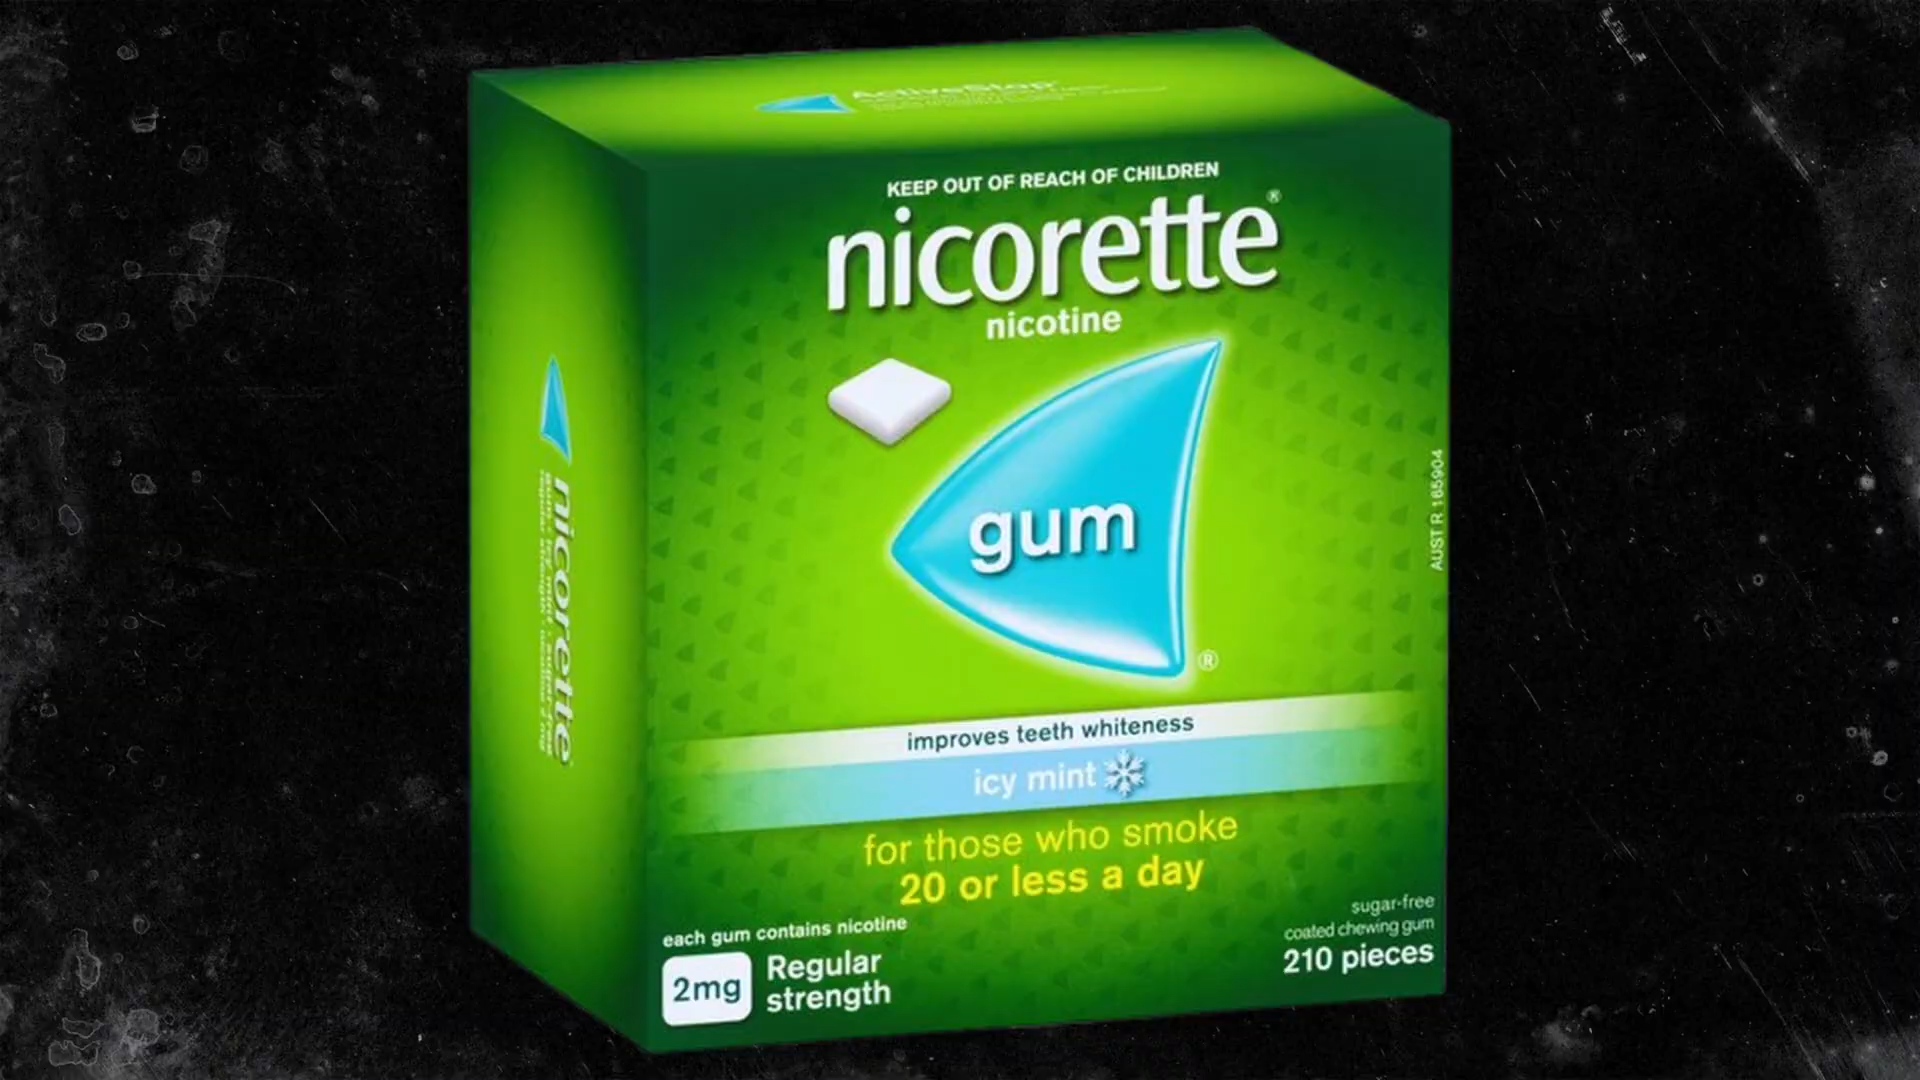 ActiveStop
KEEP OUT OF REACH OF CHILDREN
nicorette®
nicotine
gum
®
improves teeth whiteness
icy mint
for those who smoke
20 or less a day
each gum contains nicotine
2mg
Regular
strength
sugar-free
coated chewing gum
210 pieces
AUST R 165904
nicorette